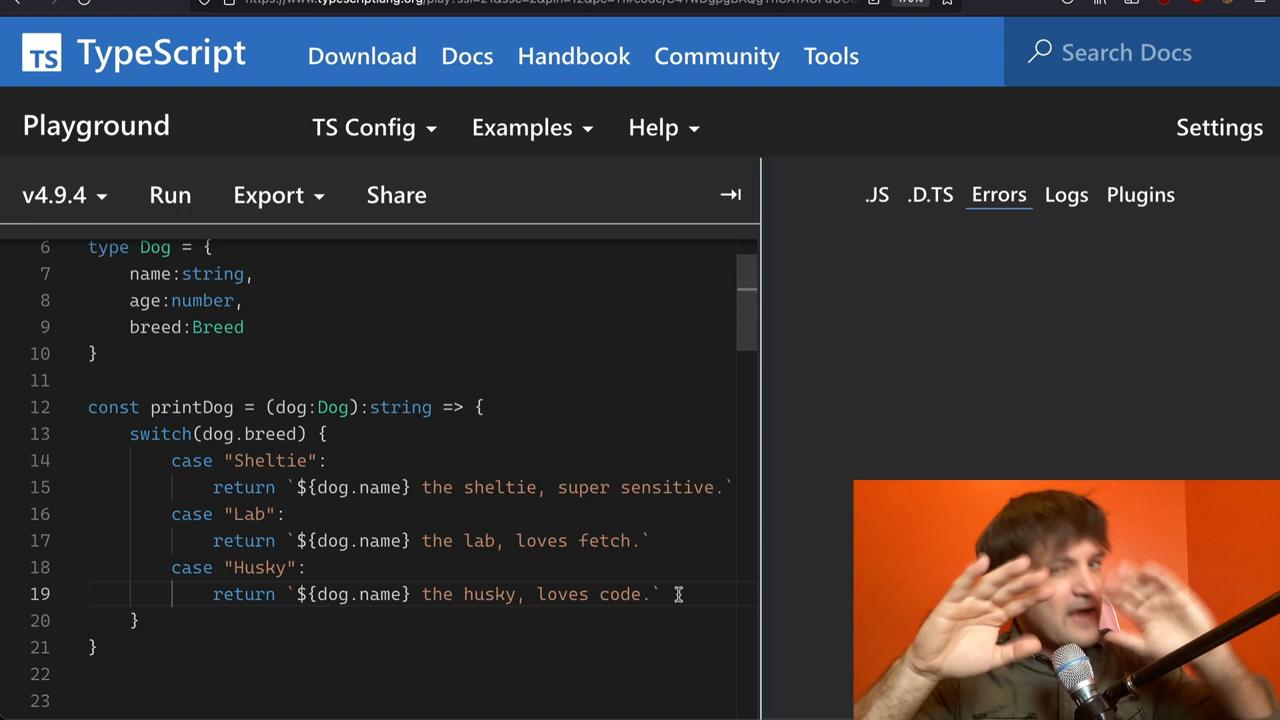 TS TypeScript Download Docs Handbook Community Tools Search Docs
Playground TS Config Examples Help Settings
v4.9.4 Run Export Share .JS .D.TS Errors Logs Plugins
6 type Dog = {
7 name:string,
8 age:number,
9 breed:Breed
10 }
11
12 const printDog = (dog:Dog):string => {
13 switch(dog.breed) {
14 case "Sheltie":
15 return `${dog.name} the sheltie, super sensitive.`
16 case "Lab":
17 return `${dog.name} the lab, loves fetch.`
18 case "Husky":
19 return `${dog.name} the husky, loves code.`
20 }
21 }
22
23